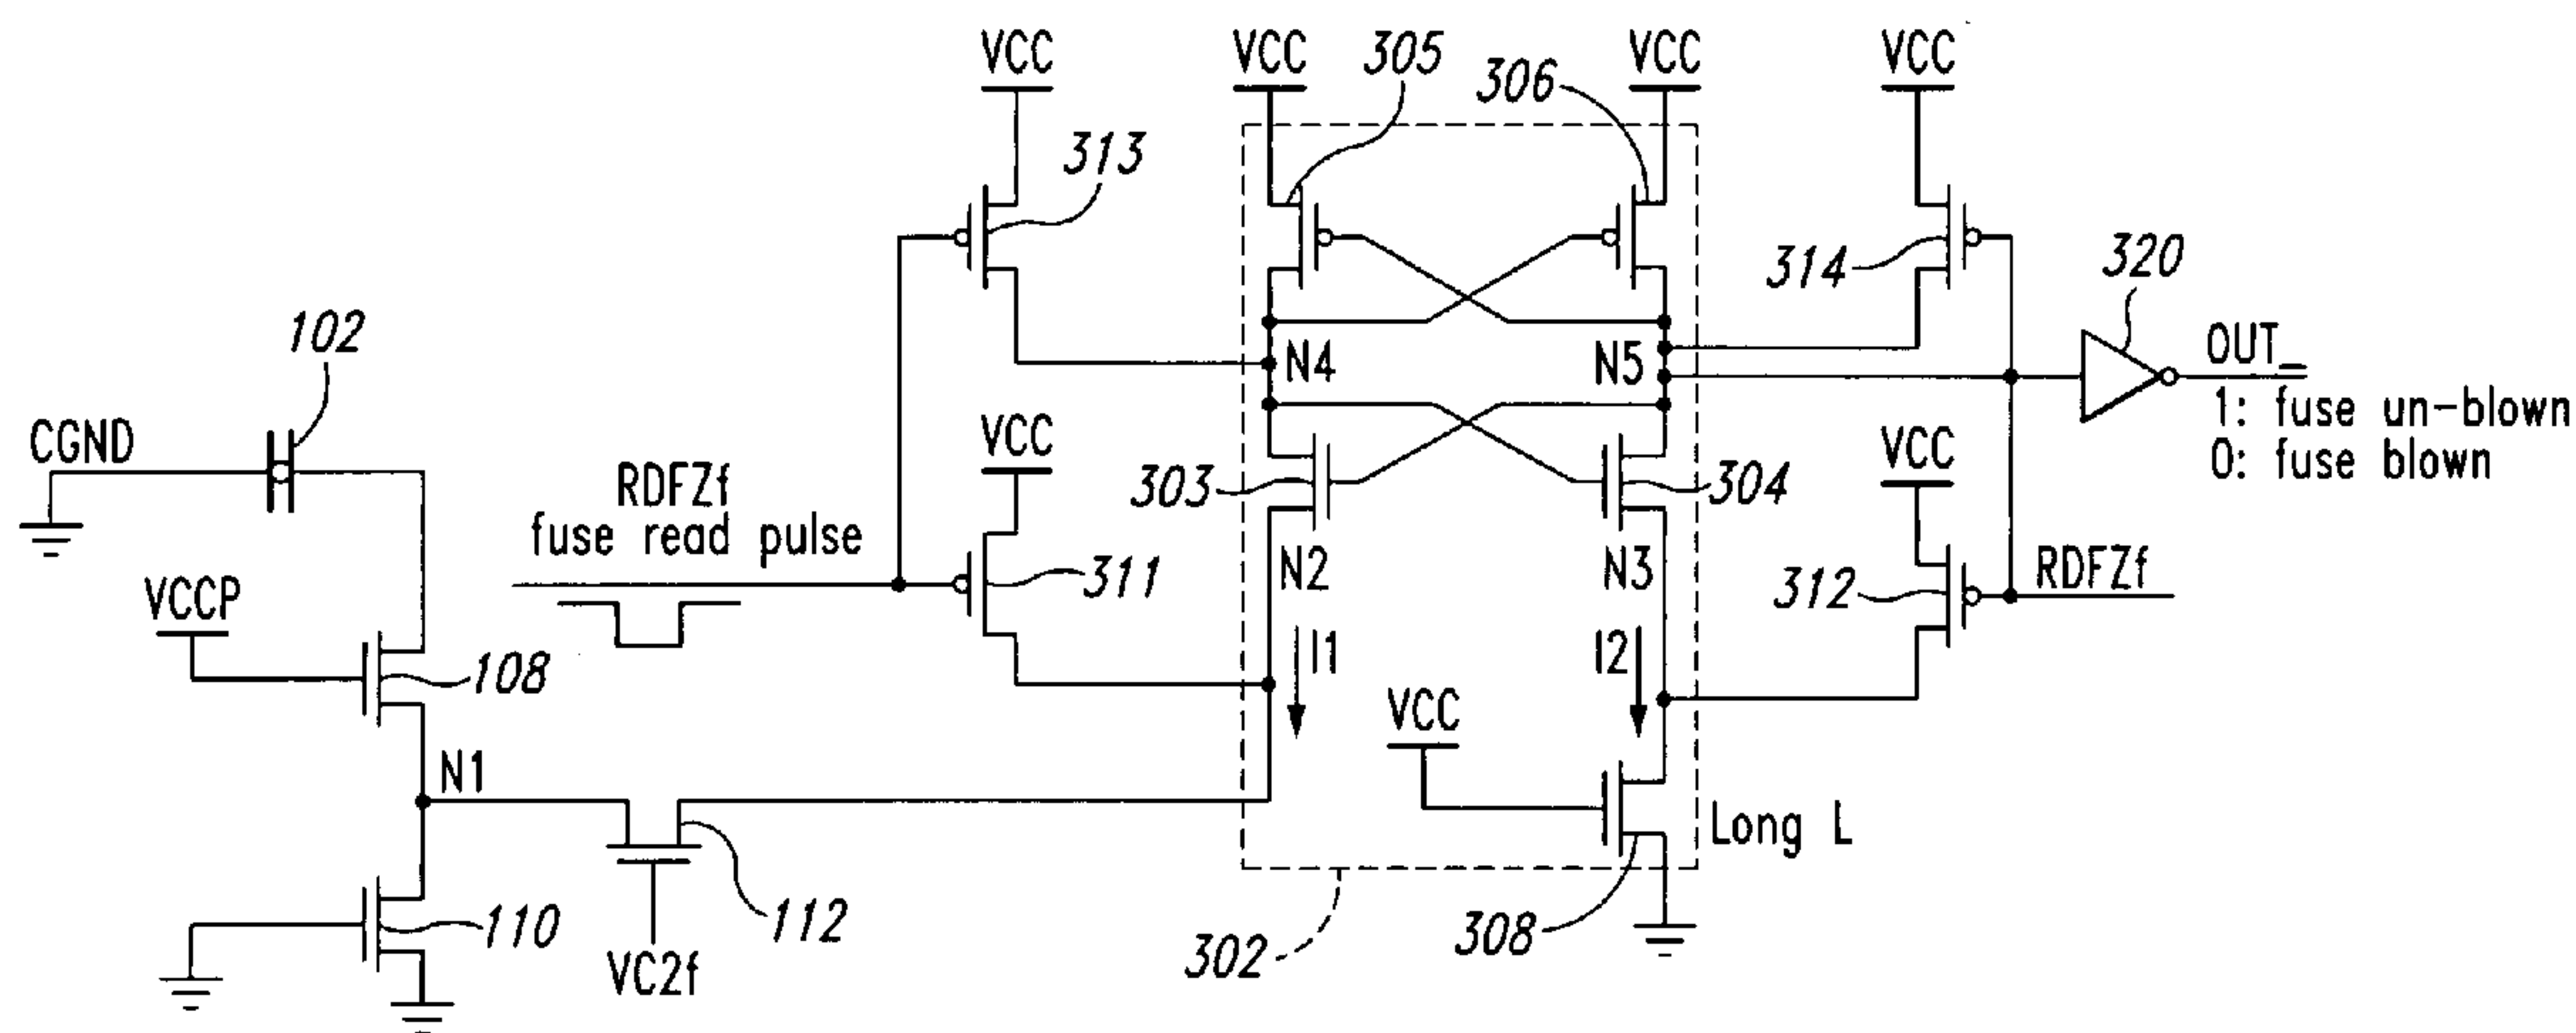 VCC
VCC
305
306
VCC
VCC
313
314
320
102
CGND
N4
N5
OUT_
1: fuse un-blown
0: fuse blown
RDFZf
fuse read pulse
VCC
303
304
VCC
VCCP
311
N2
N3
312
RDFZf
108
I1
I2
VCC
N1
Long L
110
112
VC2f
302
308